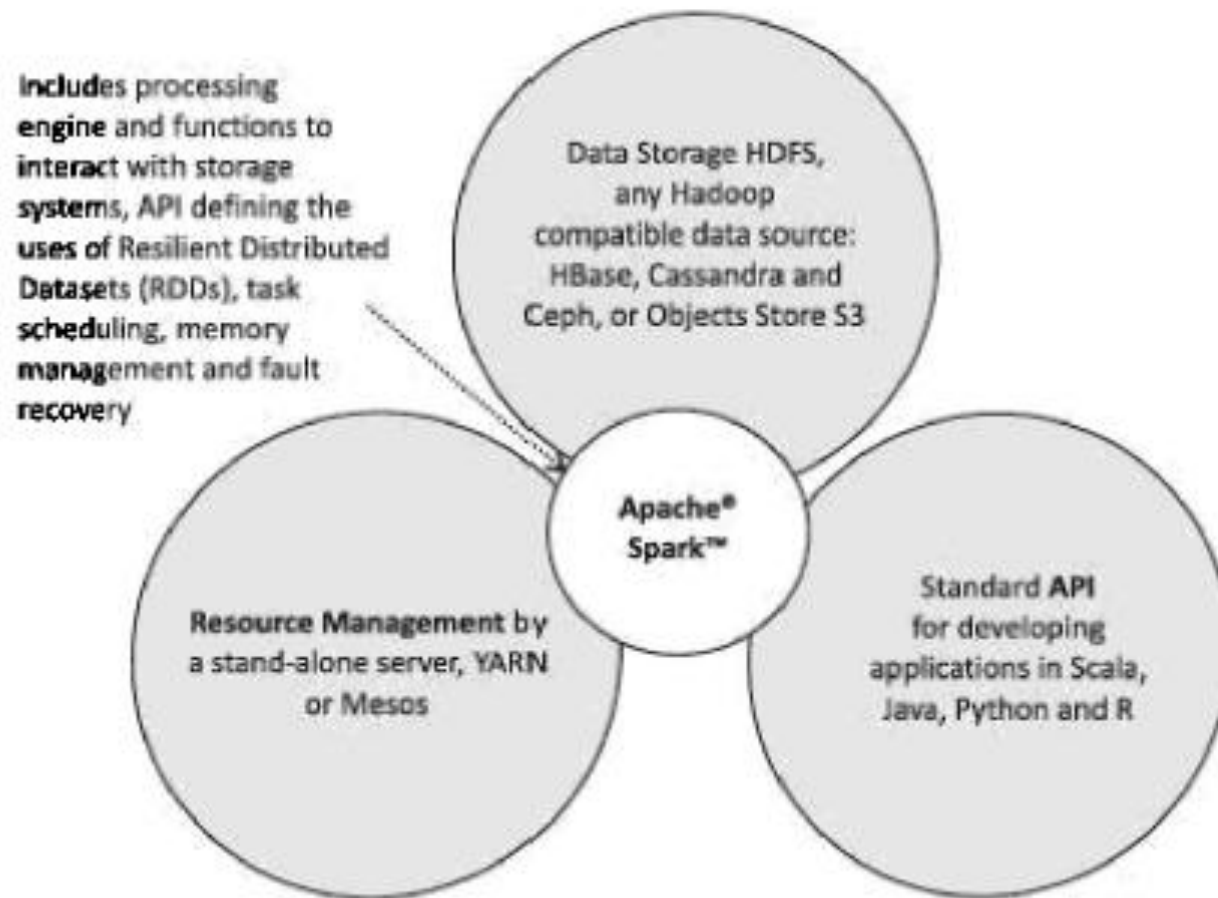 Includes processing
engine and functions to
interact with storage
systems, API defining the
uses of Resilient Distributed
Datasets (RDDs), task
scheduling, memory
management and fault
recovery
Data Storage HDFS,
any Hadoop
compatible data source:
HBase, Cassandra and
Ceph, or Objects Store S3
Apache®
Spark™
Resource Management by
a stand-alone server, YARN
or Mesos
Standard API
for developing
applications in Scala,
Java, Python and R